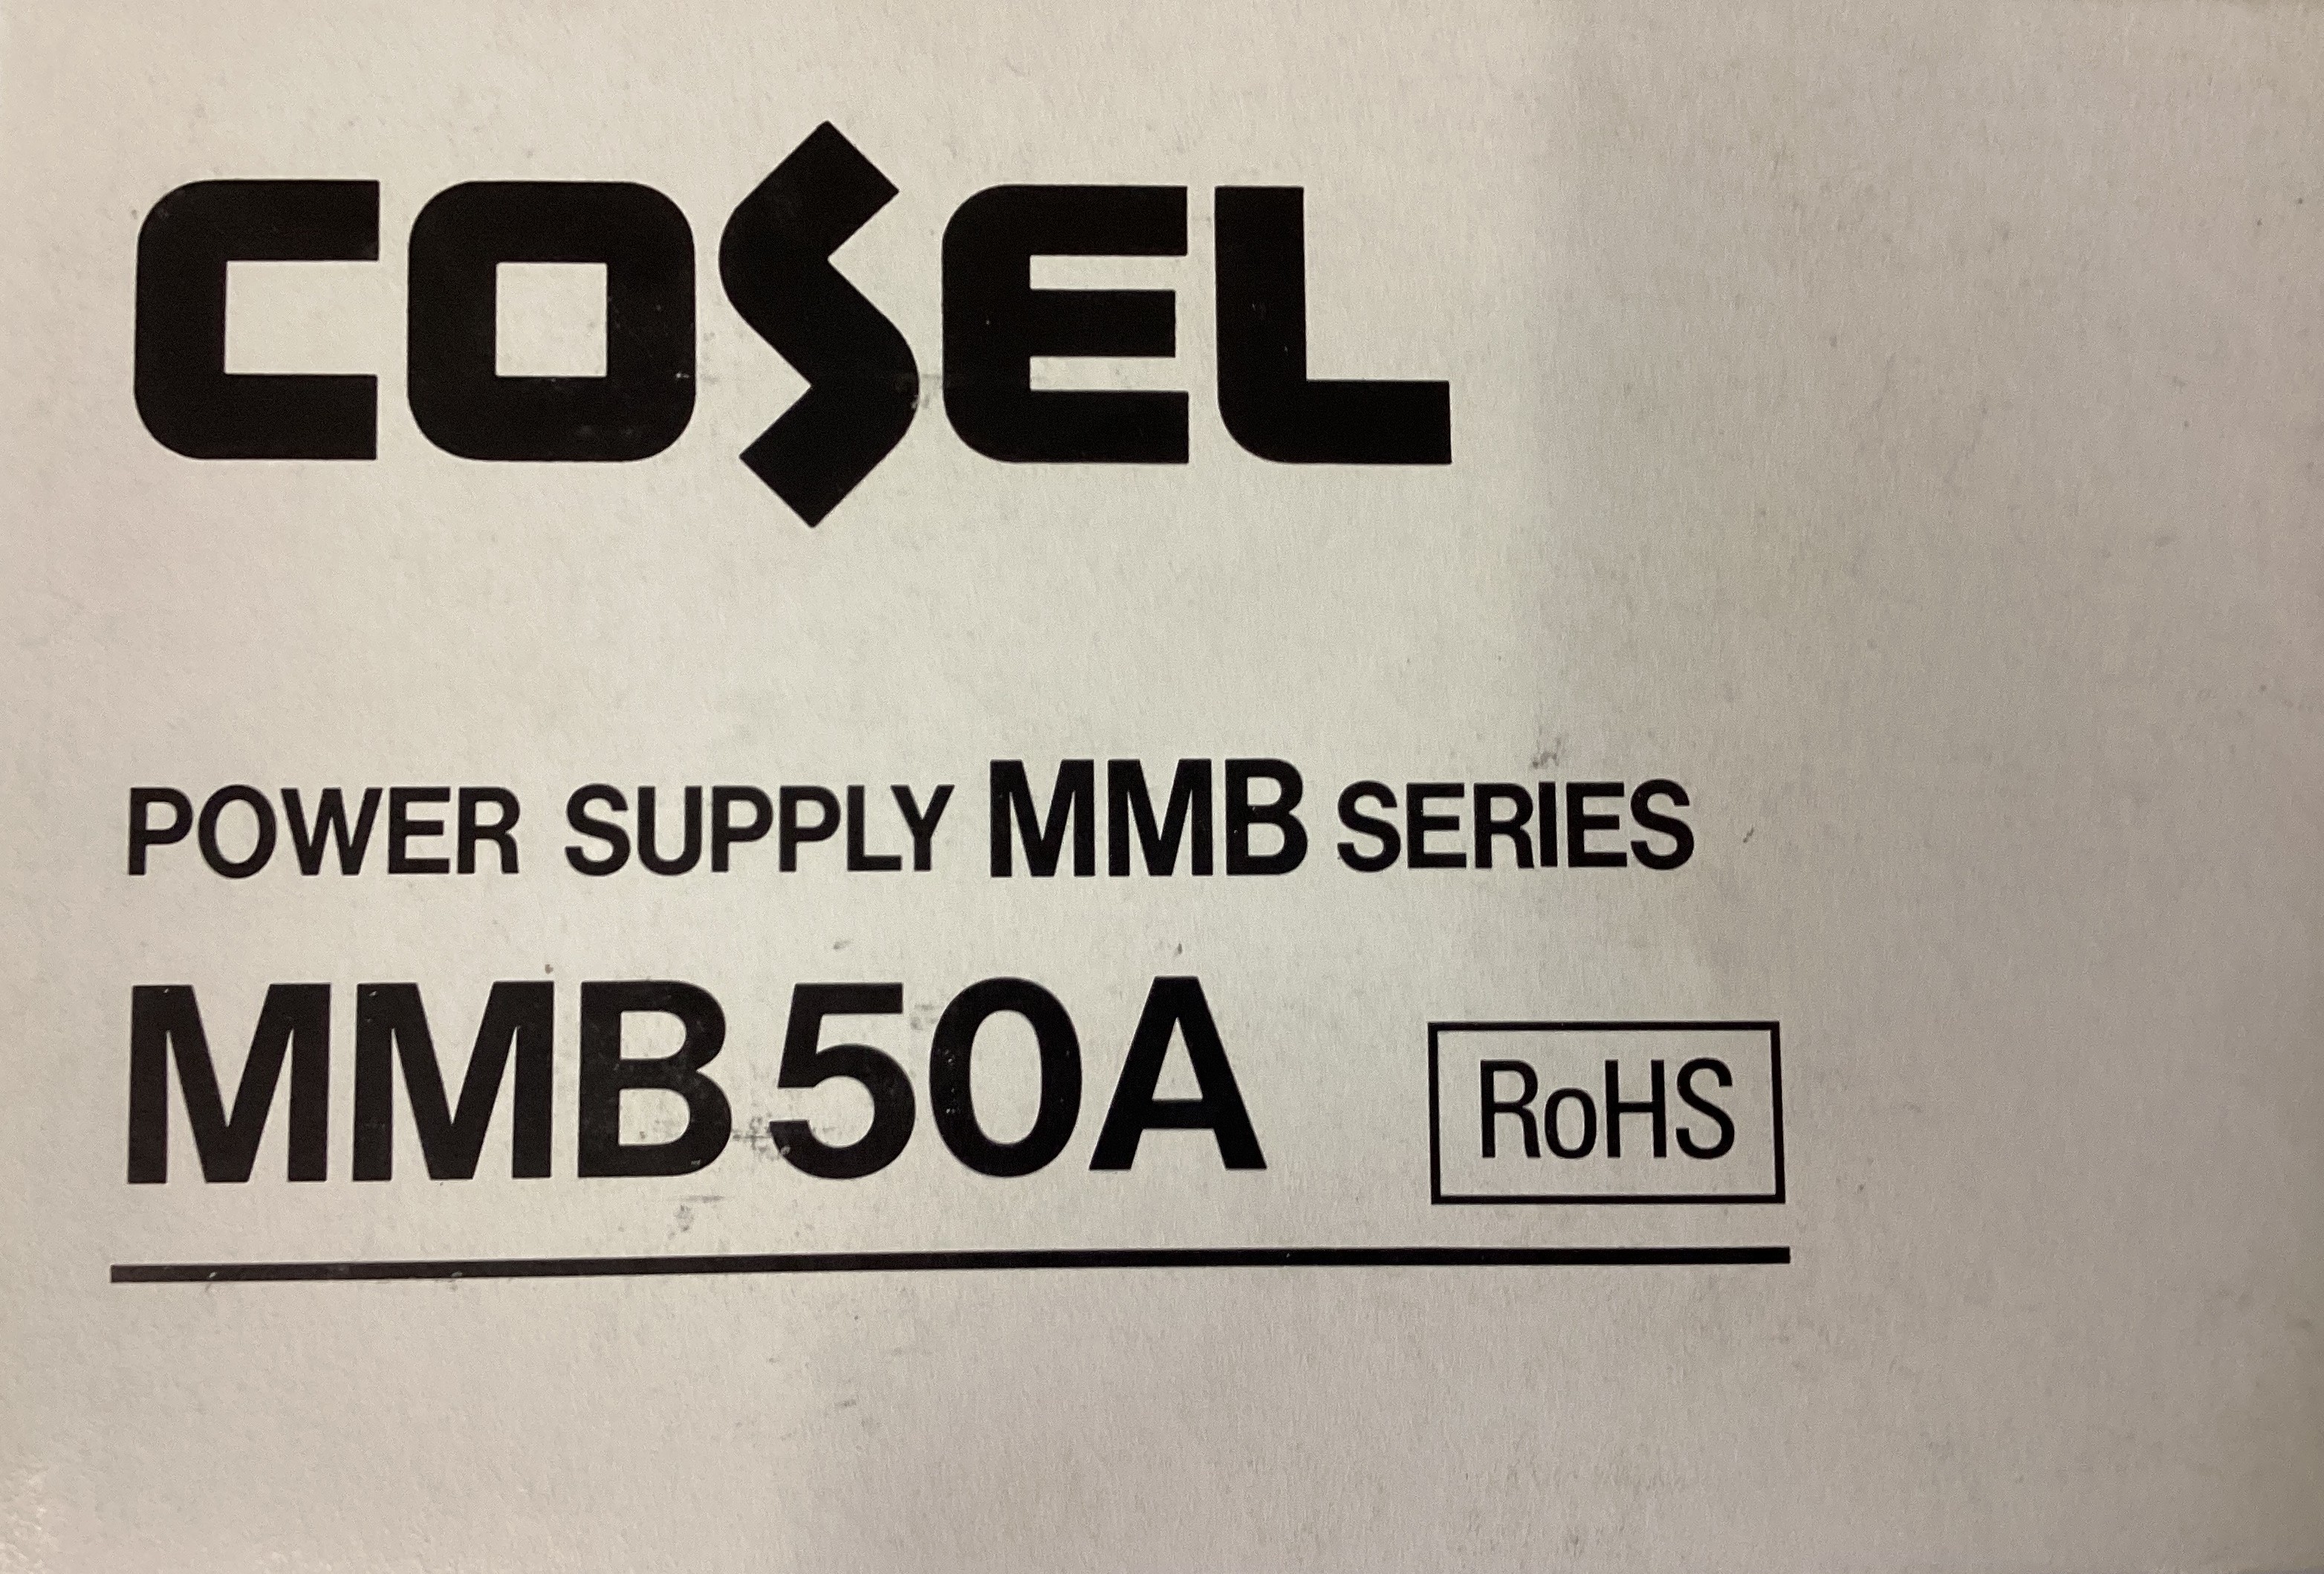 COSEL
POWER SUPPLY MMB SERIES
MMB50A
RoHS